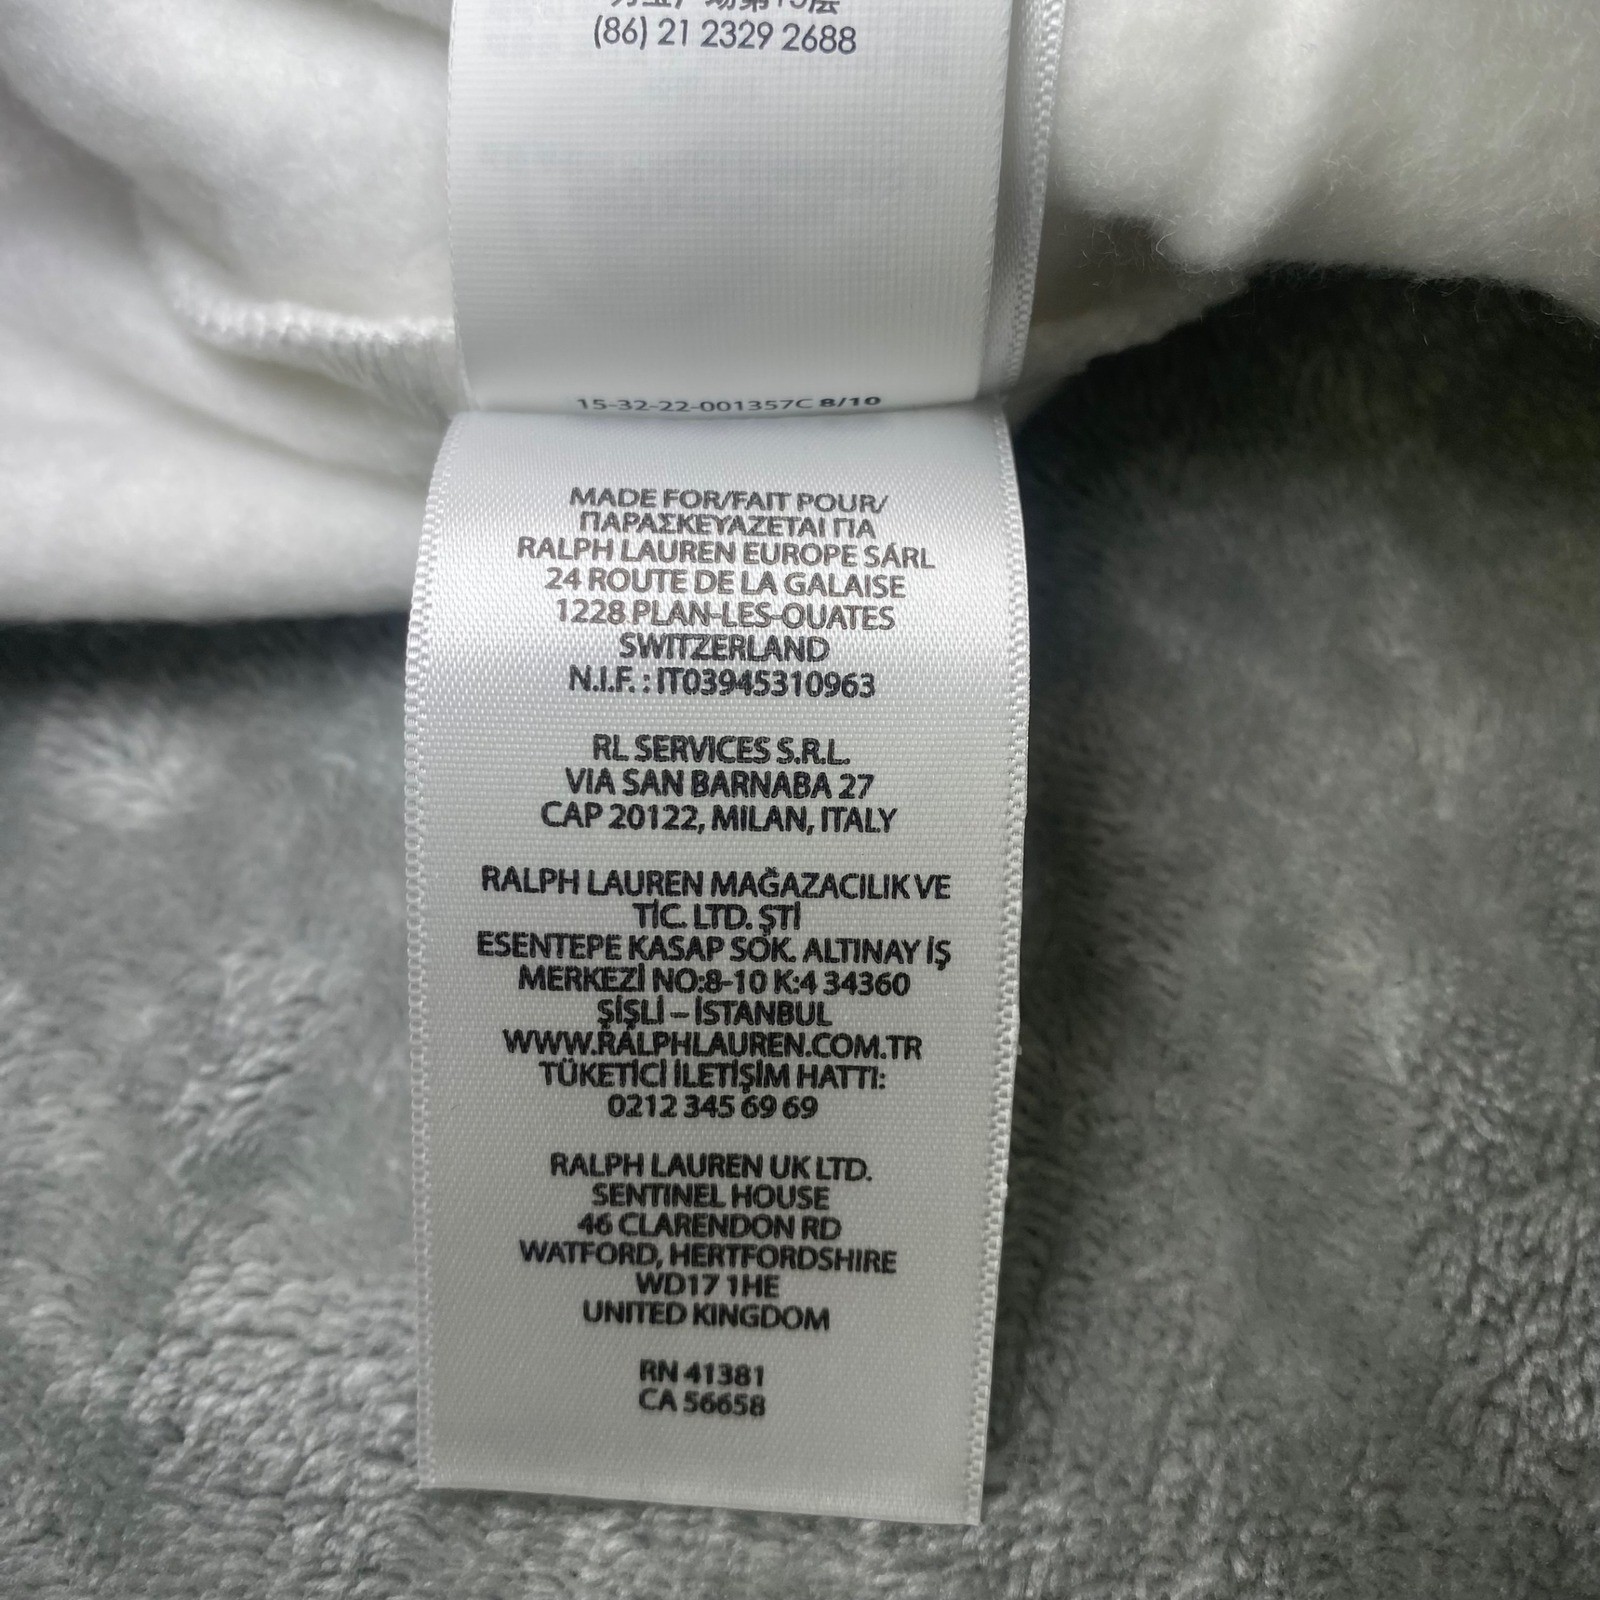 (86) 21 2329 2688
15-32-22-001357C 8/10
MADE FOR/FAIT POUR/
ΠΑΡΑΣΚΕΥΑΖΕΤΑΙ ΓΙΑ
RALPH LAUREN EUROPE SÁRL
24 ROUTE DE LA GALAISE
1228 PLAN-LES-OUATES
SWITZERLAND
N.I.F. : IT03945310963
RL SERVICES S.R.L.
VIA SAN BARNABA 27
CAP 20122, MILAN, ITALY
RALPH LAUREN MAĞAZACILIK VE
TİC. LTD. ŞTİ
ESENTEPE KASAP SOK. ALTINAY İŞ
MERKEZİ NO:8-10 K:4 34360
ŞİŞLİ – İSTANBUL
WWW.RALPHLAUREN.COM.TR
TÜKETİCİ İLETİŞİM HATTI:
0212 345 69 69
RALPH LAUREN UK LTD.
SENTINEL HOUSE
46 CLARENDON RD
WATFORD, HERTFORDSHIRE
WD17 1HE
UNITED KINGDOM
RN 41381
CA 56658